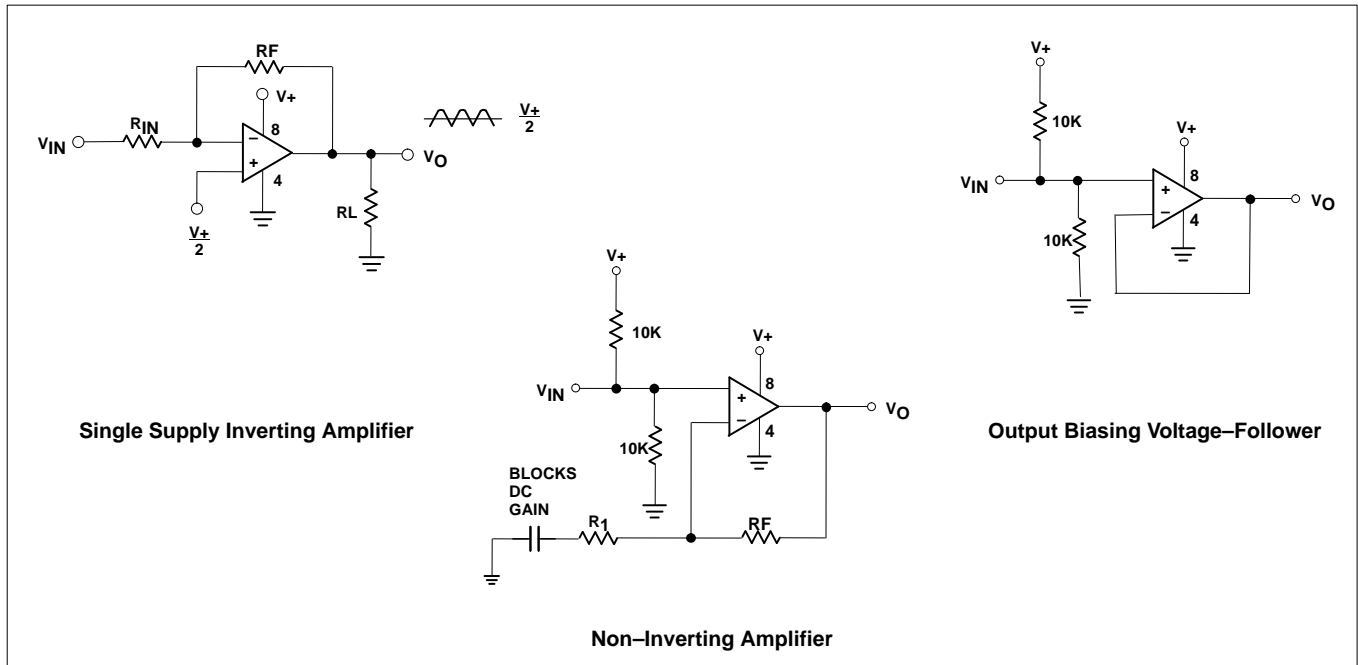 RF
V+
RIN
8
VIN
−
+
4
VO
RL
V+
2
V+
2
Single Supply Inverting Amplifier
V+
10K
V+
VIN
8
+
−
4
VO
10K
BLOCKS
DC
GAIN
R1
RF
Non–Inverting Amplifier
V+
10K
V+
VIN
8
+
−
4
VO
10K
Output Biasing Voltage–Follower